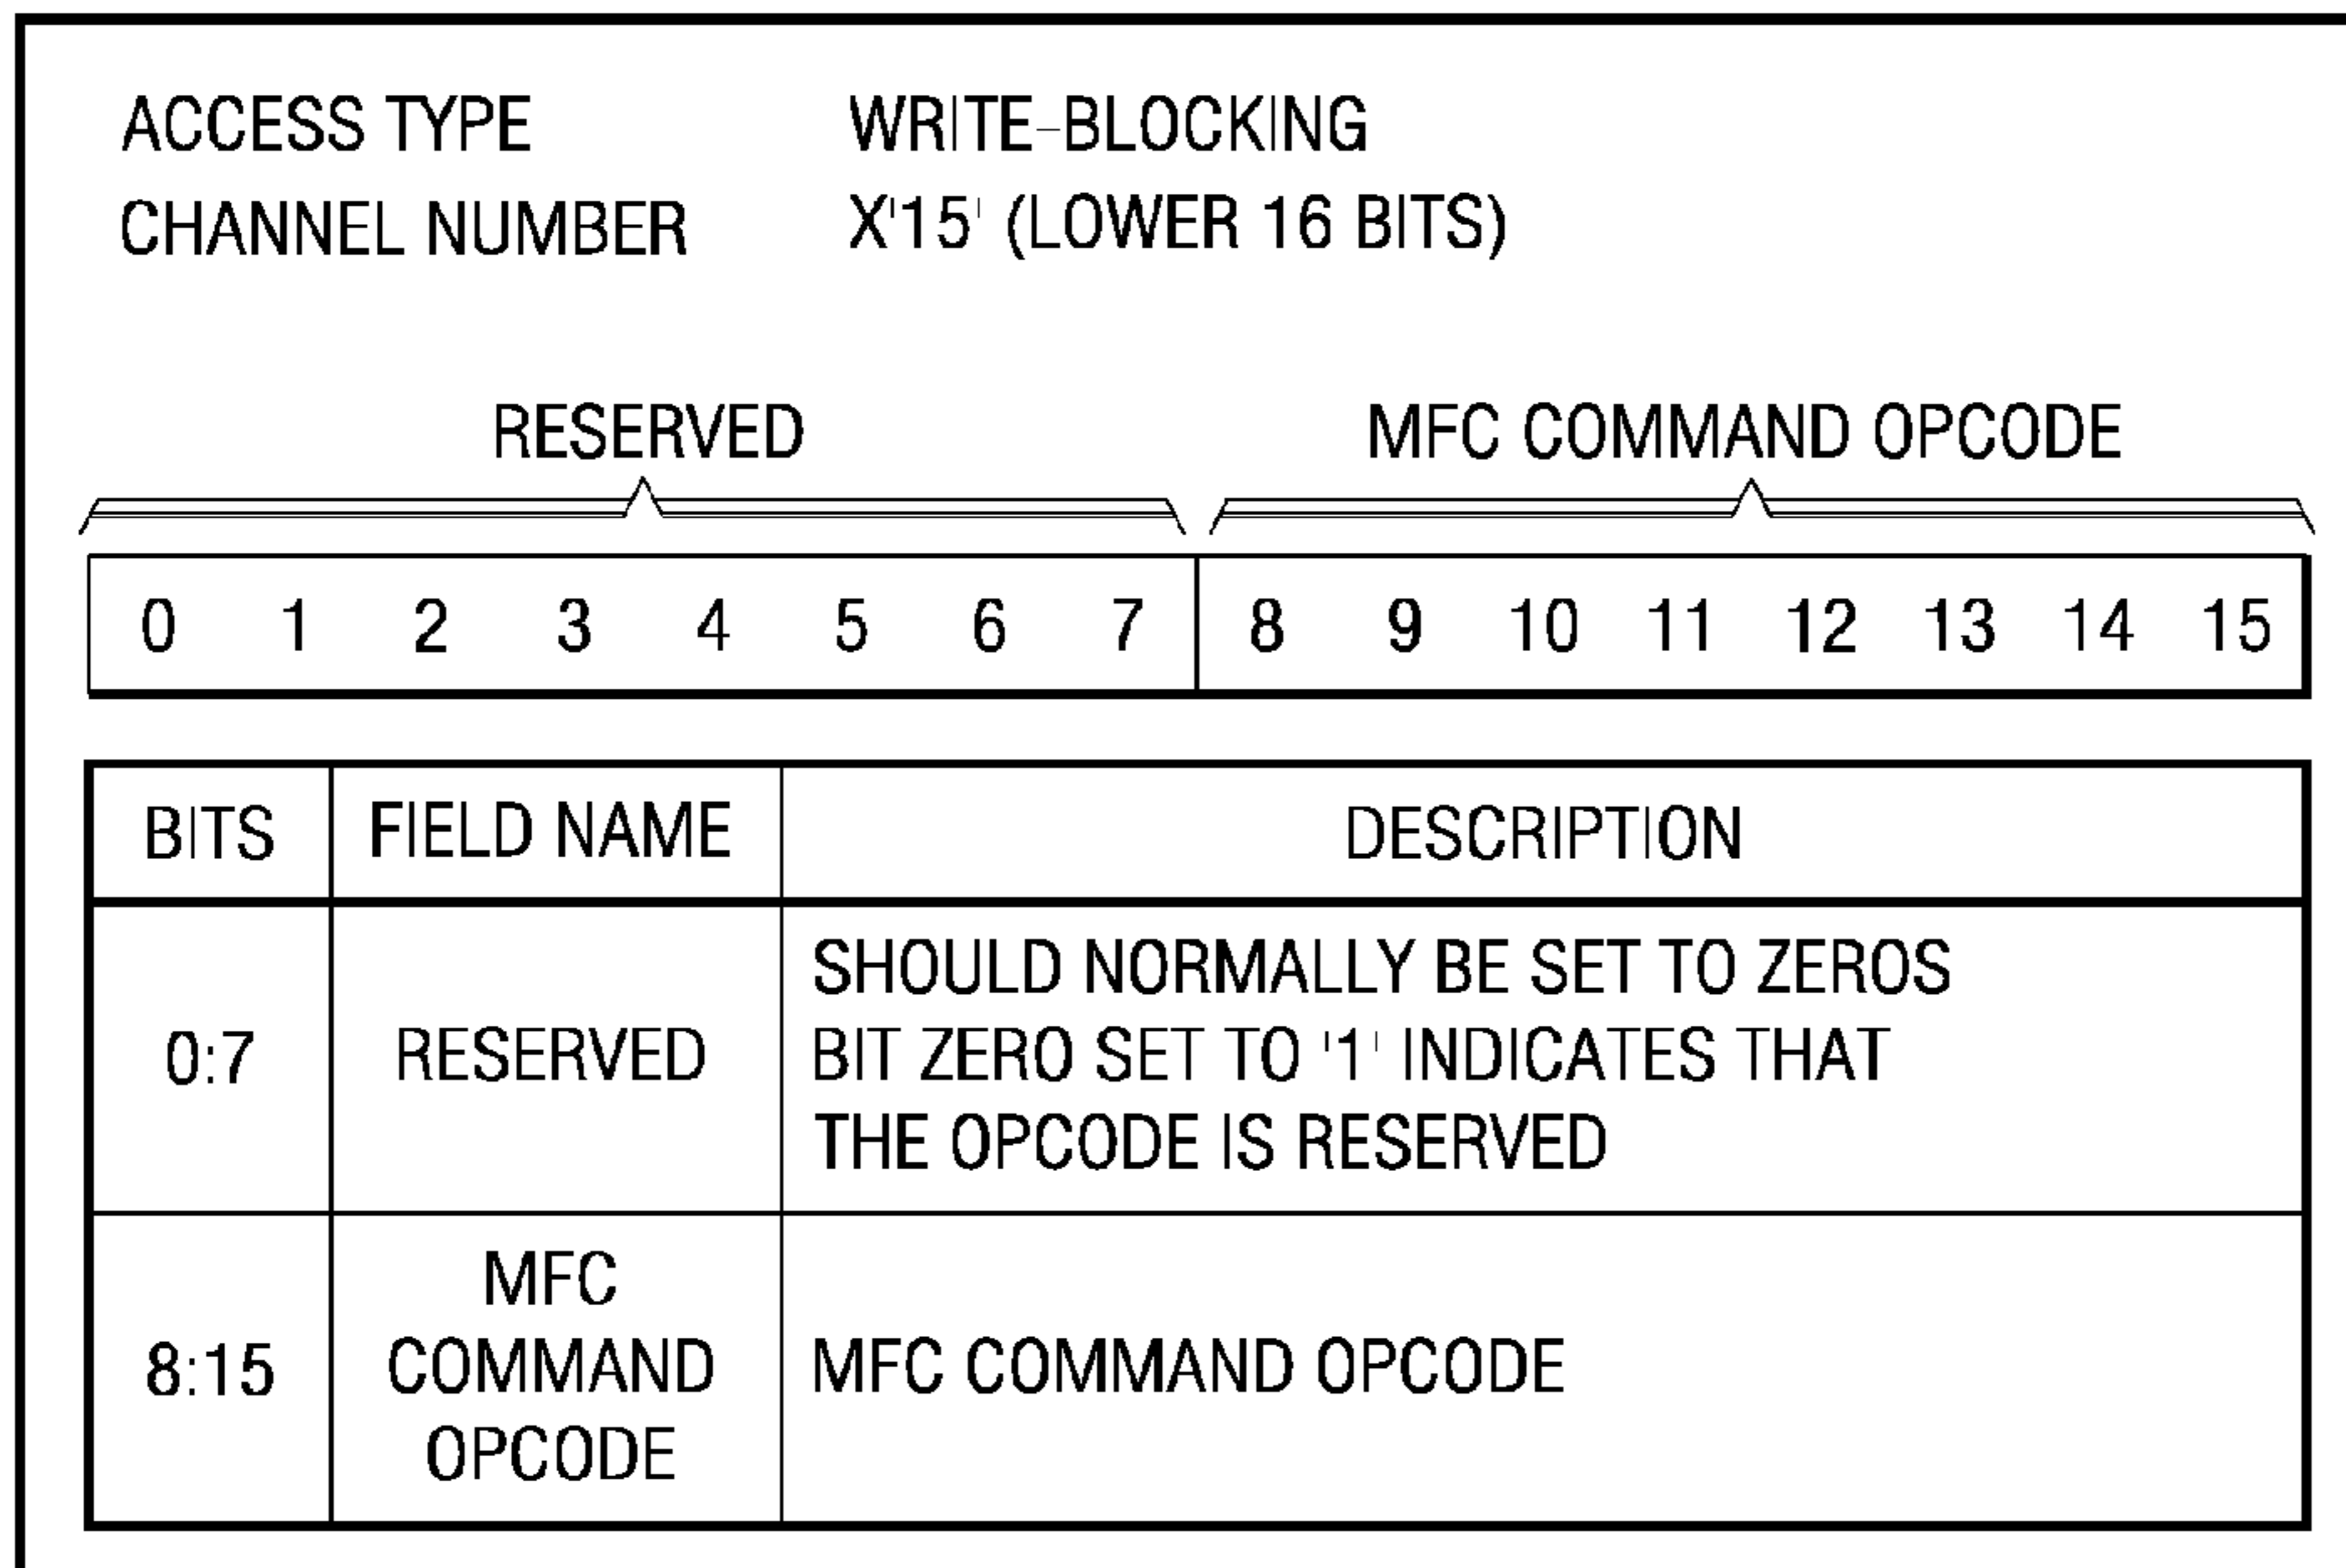 ACCESS TYPE WRITE-BLOCKING
CHANNEL NUMBER X'15' (LOWER 16 BITS)
RESERVED MFC COMMAND OPCODE
0 1 2 3 4 5 6 7 8 9 10 11 12 13 14 15
BITS FIELD NAME DESCRIPTION
0:7 RESERVED SHOULD NORMALLY BE SET TO ZEROS
BIT ZERO SET TO '1' INDICATES THAT
THE OPCODE IS RESERVED
8:15 MFC
COMMAND
OPCODE
MFC COMMAND OPCODE